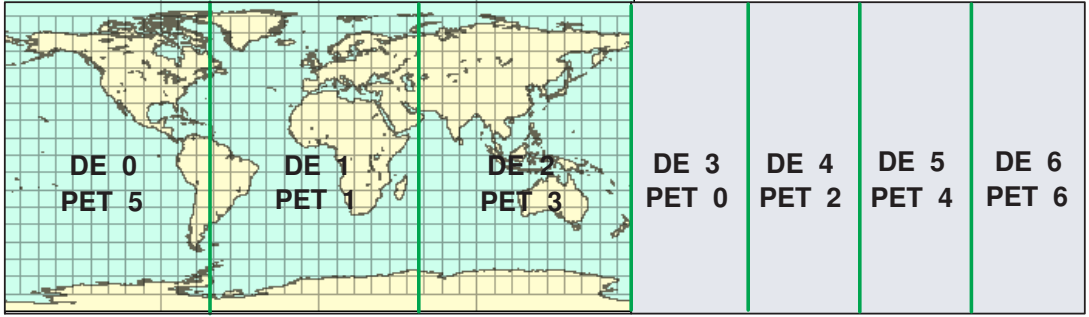 DE 0
PET 5
DE 1
PET 1
DE 2
PET 3
DE 3
PET 0
DE 4
PET 2
DE 5
PET 4
DE 6
PET 6